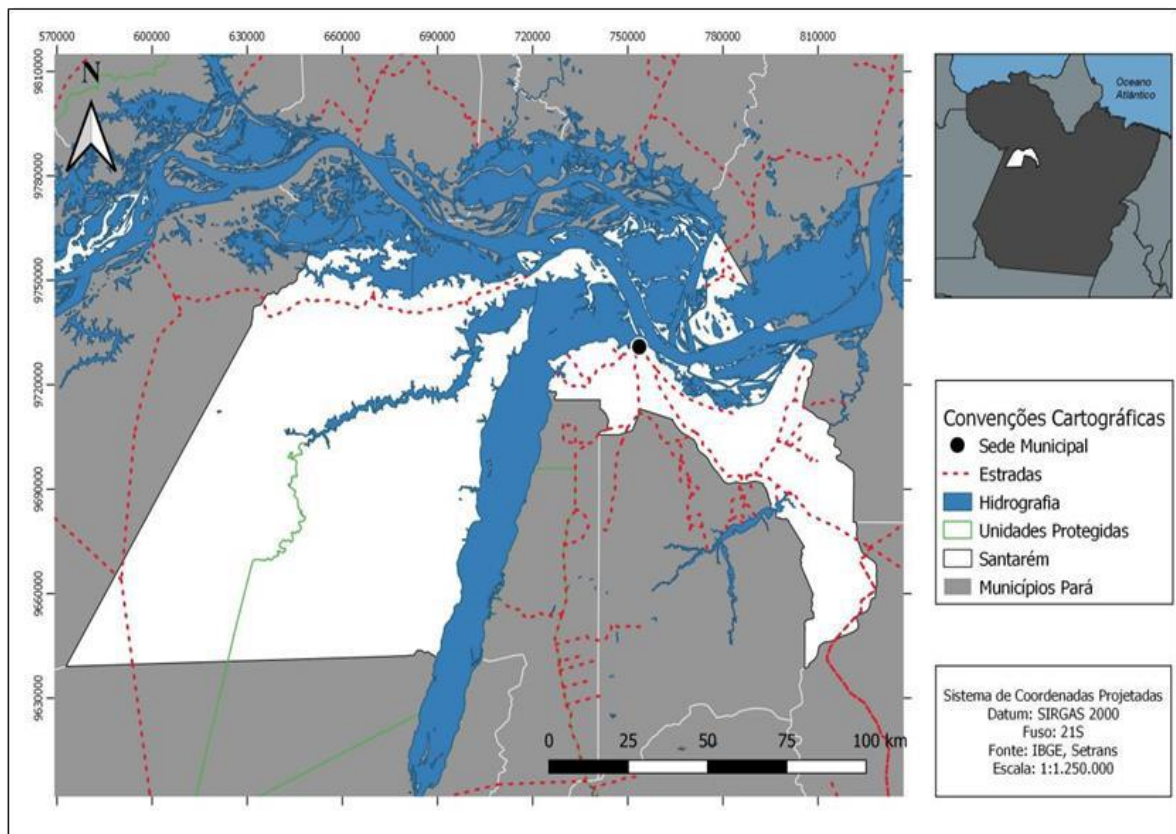 570000 600000 630000 660000 690000 720000 750000 780000 810000
9810000
9780000
9750000
9720000
9690000
9660000
9630000
N
0 25 50 75 100 km
Oceano
Atlântico
Convenções Cartográficas
Sede Municipal
Estradas
Hidrografia
Unidades Protegidas
Santarém
Municípios Pará
Sistema de Coordenadas Projetadas
Datum: SIRGAS 2000
Fuso: 21S
Fonte: IBGE, Setrans
Escala: 1:1.250.000